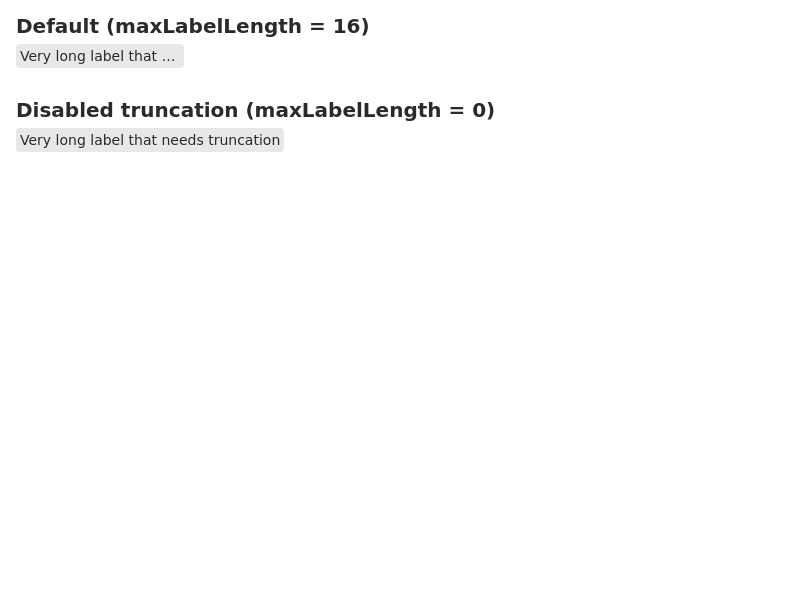 Default (maxLabelLength = 16)
Very long label that …
Disabled truncation (maxLabelLength = 0)
Very long label that needs truncation